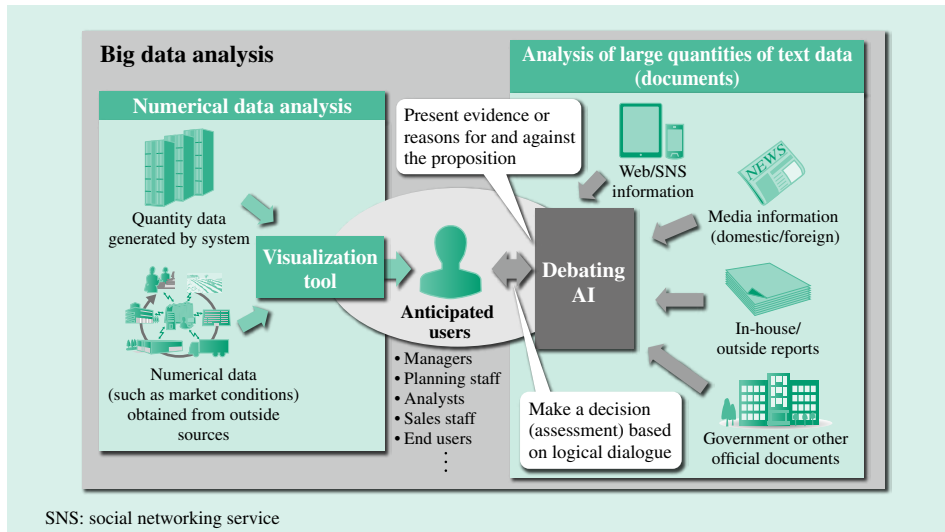 Big data analysis
Numerical data analysis
Quantity data
generated by system
Numerical data
(such as market conditions)
obtained from outside
sources
Visualization
tool
Anticipated
users
• Managers
• Planning staff
• Analysts
• Sales staff
• End users
⋮
Present evidence or
reasons for and against
the proposition
Make a decision
(assessment) based
on logical dialogue
Analysis of large quantities of text data
(documents)
Debating
AI
Web/SNS
information
NEWS
Media information
(domestic/foreign)
In-house/
outside reports
Government or other
official documents
SNS: social networking service